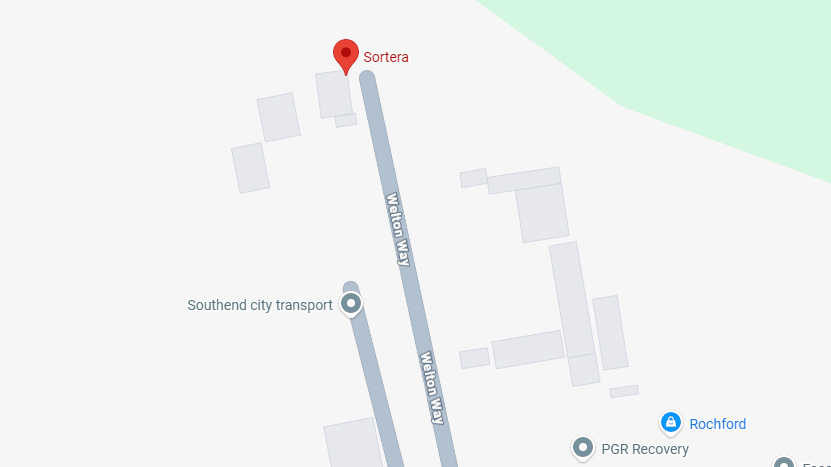 Sortera
Welton Way
Southend city transport
Welton Way
Rochford
PGR Recovery